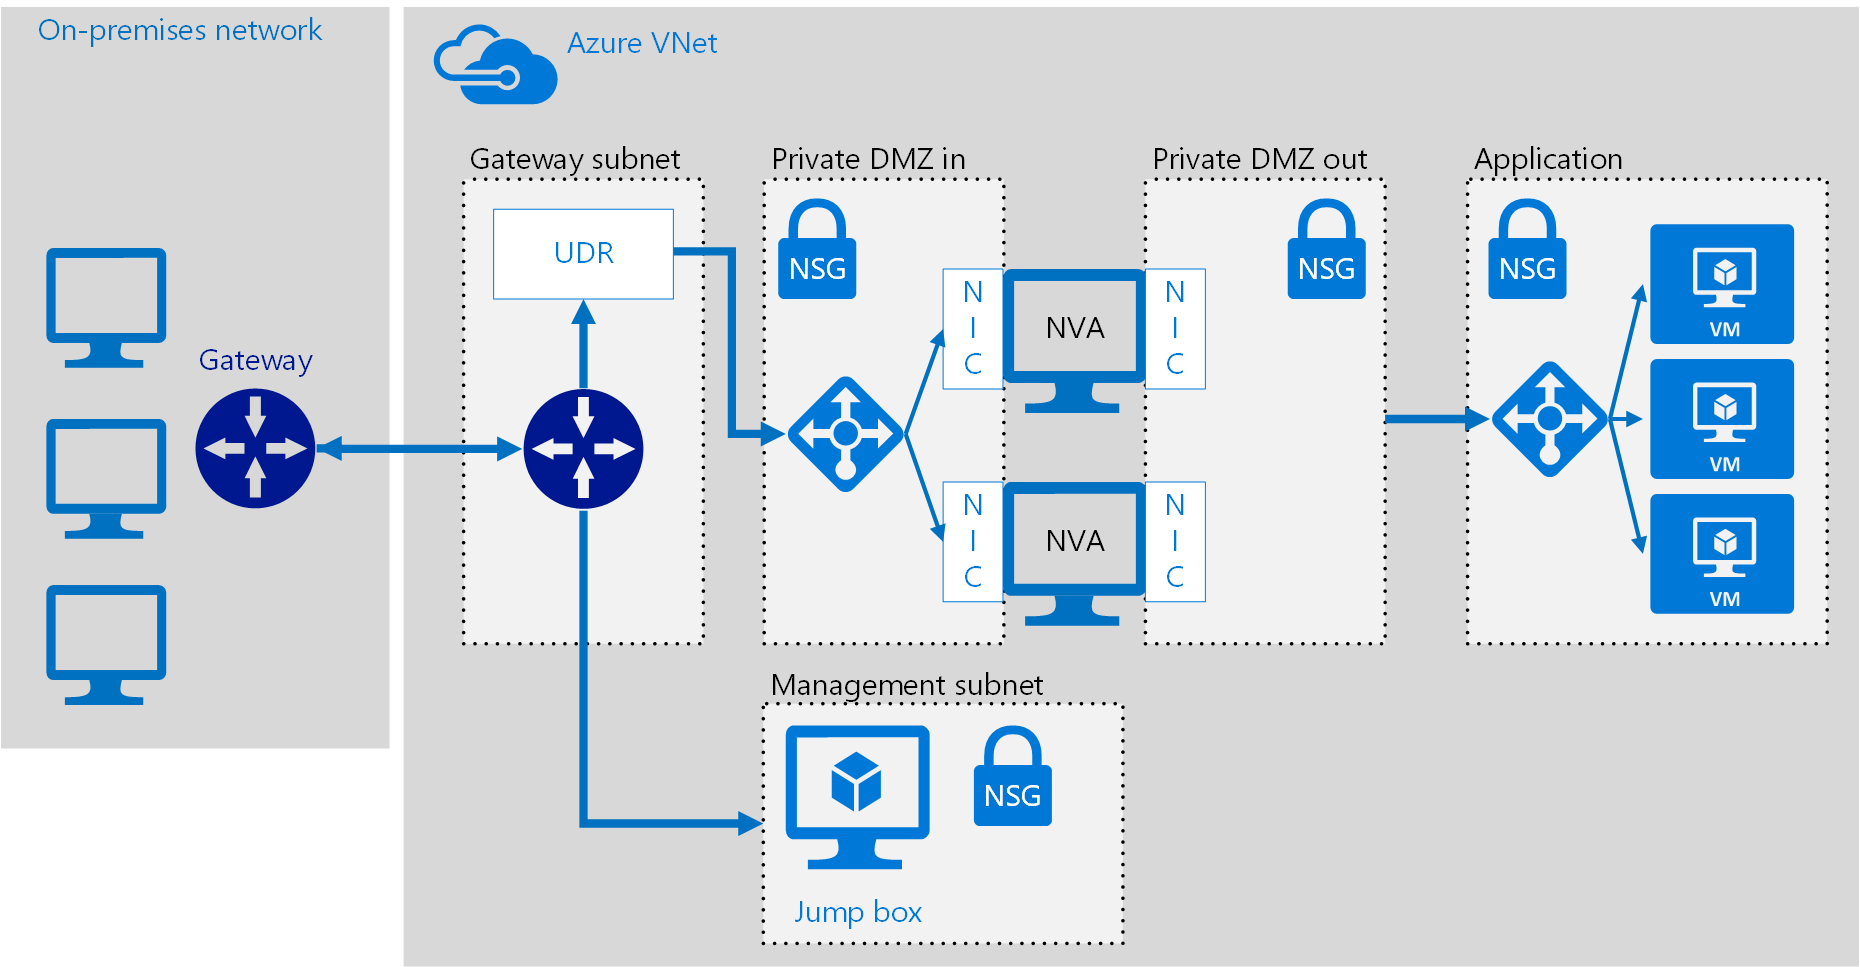 On-premises network
Azure VNet
Gateway subnet
Private DMZ in
Private DMZ out
Application
UDR
NSG
NSG
NSG
N
I
C
NVA
N
I
C
VM
Gateway
VM
N
I
C
NVA
N
I
C
VM
Management subnet
NSG
Jump box